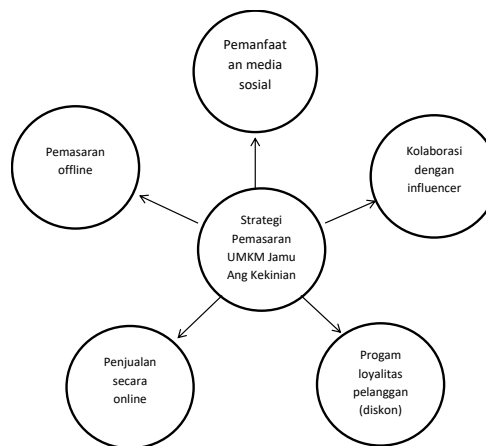 Pemanfaat
an media
sosial
Pemasaran
offline
Kolaborasi
dengan
influencer
Strategi
Pemasaran
UMKM Jamu
Ang Kekinian
Penjualan
secara
online
Progam
loyalitas
pelanggan
(diskon)